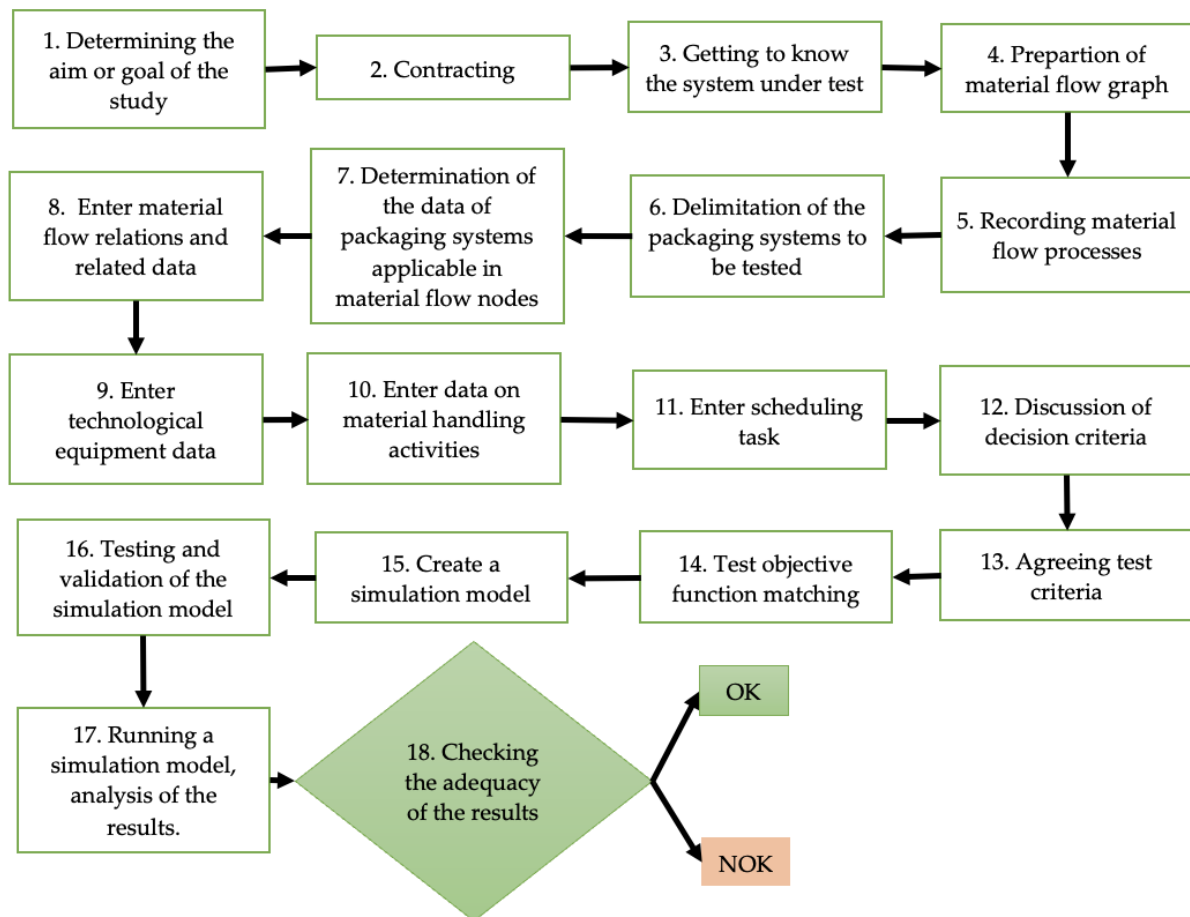 1. Determining the
aim or goal of the
study
2. Contracting
3. Getting to know
the system under test
4. Prepartion of
material flow graph
5. Recording material
flow processes
6. Delimitation of the
packaging systems to
be tested
7. Determination of
the data of
packaging systems
applicable in
material flow nodes
8. Enter material
flow relations and
related data
9. Enter
technological
equipment data
10. Enter data on
material handling
activities
11. Enter scheduling
task
12. Discussion of
decision criteria
13. Agreeing test
criteria
14. Test objective
function matching
15. Create a
simulation model
16. Testing and
validation of the
simulation model
17. Running a
simulation model,
analysis of the
results.
18. Checking
the adequacy
of the results
OK
NOK